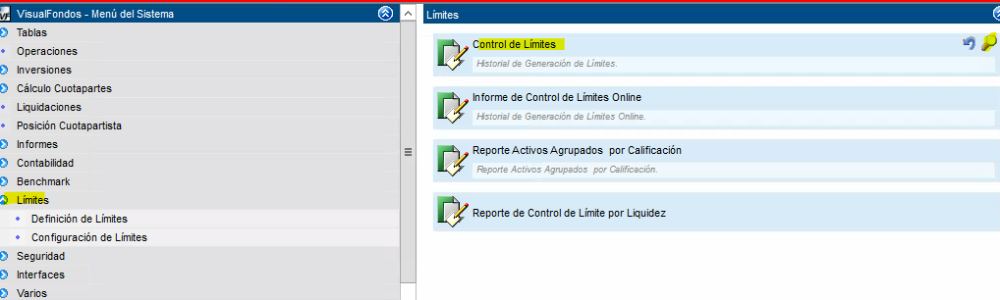 VF VisualFondos - Menú del Sistema
Tablas
Operaciones
Inversiones
Cálculo Cuotapartes
Liquidaciones
Posición Cuotapartista
Informes
Contabilidad
Benchmark
Límites
Definición de Límites
Configuración de Límites
Seguridad
Interfaces
Varios
Límites
Control de Límites
Historial de Generación de Límites.
Informe de Control de Límites Online
Historial de Generación de Límites Online.
Reporte Activos Agrupados por Calificación
Reporte Activos Agrupados por Calificación.
Reporte de Control de Límite por Liquidez